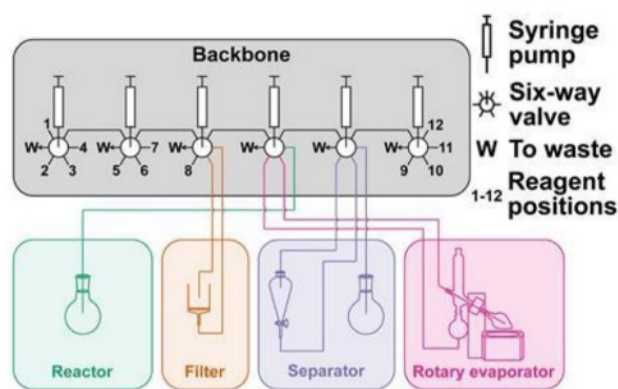 Backbone
1 W 4 2 3
W 7 5 6
W 8
W
W
12 W 11 9 10
Syringe
pump
Six-way
valve
W To waste
1-12 Reagent
positions
Reactor
Filter
Separator
Rotary evaporator